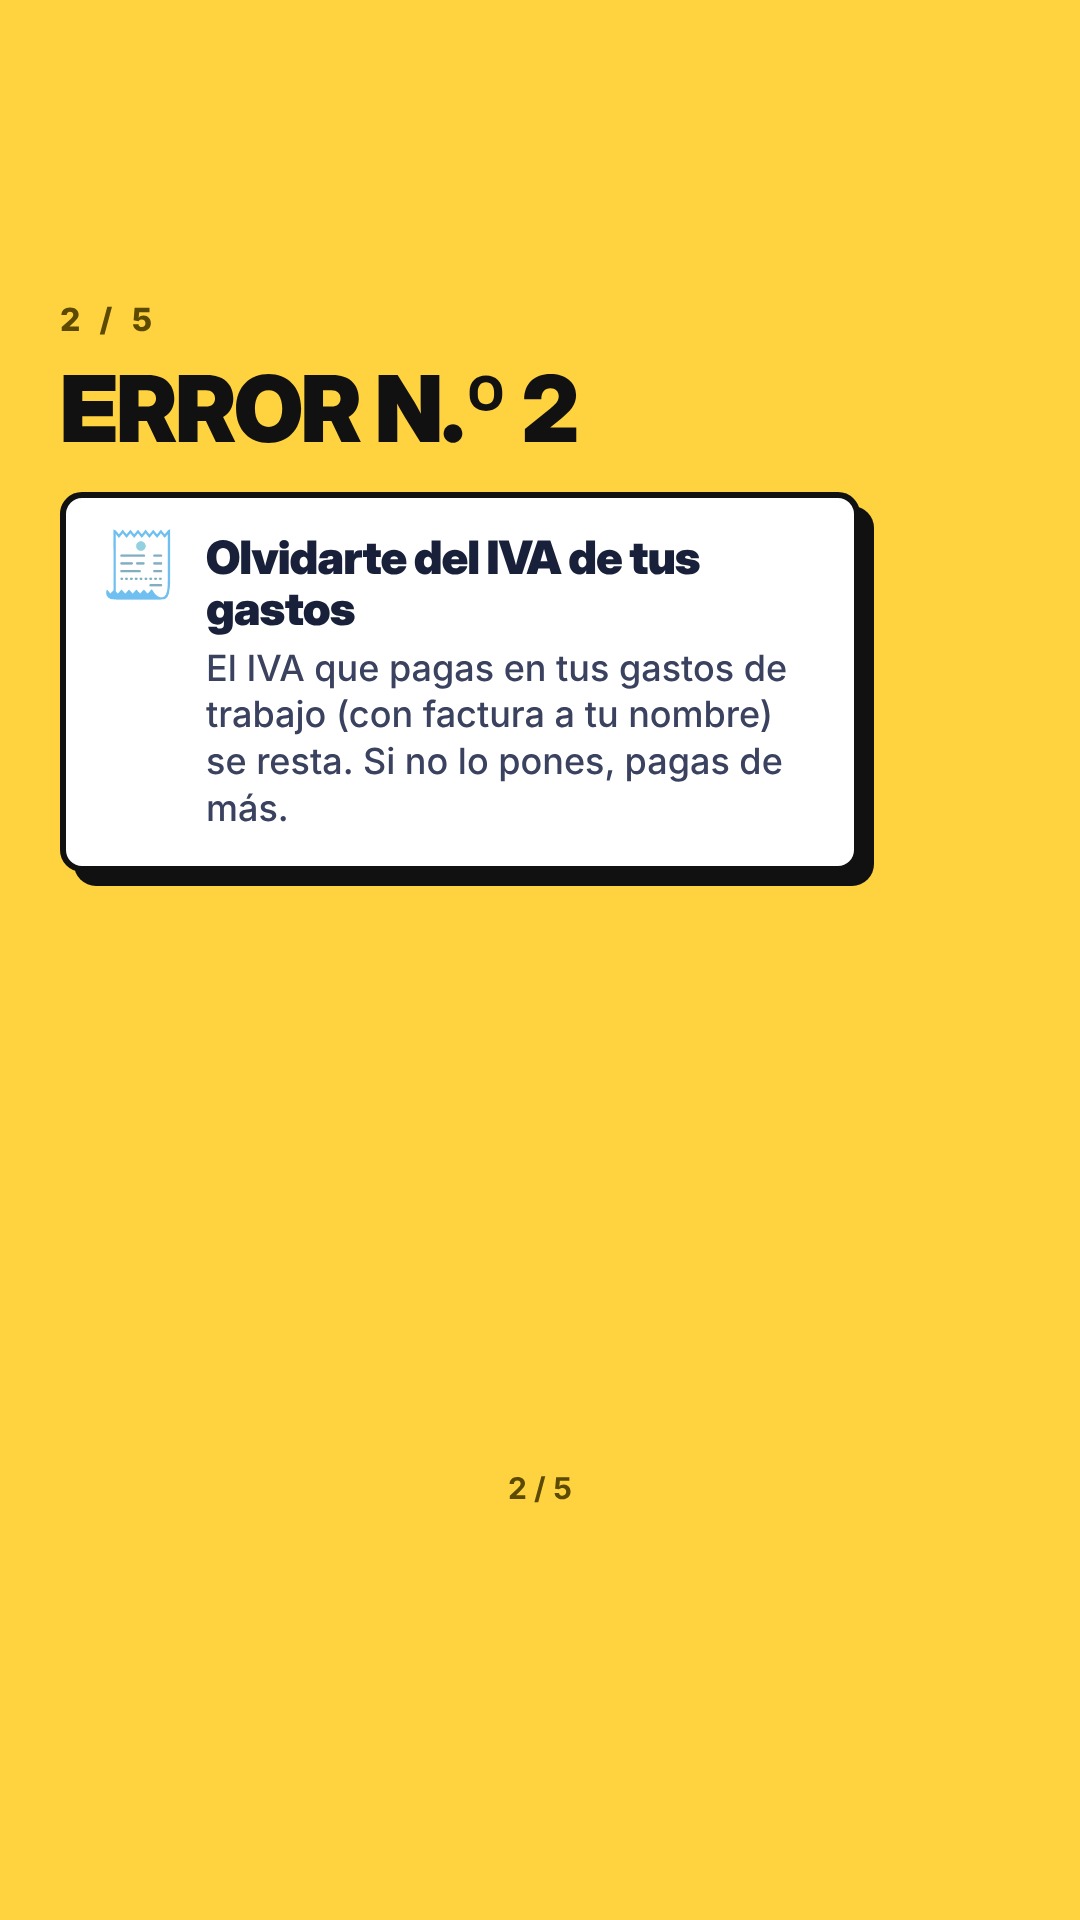 2 / 5
ERROR N.º 2
Olvidarte del IVA de tus
gastos
El IVA que pagas en tus gastos de
trabajo (con factura a tu nombre)
se resta. Si no lo pones, pagas de
más.
2 / 5